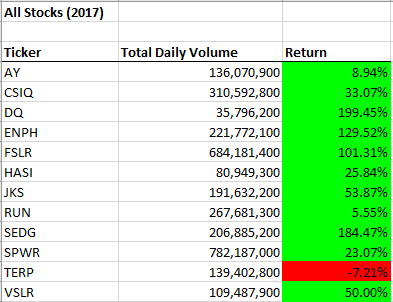 All Stocks (2017)
Ticker Total Daily Volume Return
AY 136,070,900 8.94%
CSIQ 310,592,800 33.07%
DQ 35,796,200 199.45%
ENPH 221,772,100 129.52%
FSLR 684,181,400 101.31%
HASI 80,949,300 25.84%
JKS 191,632,200 53.87%
RUN 267,681,300 5.55%
SEDG 206,885,200 184.47%
SPWR 782,187,000 23.07%
TERP 139,402,800 -7.21%
VSLR 109,487,900 50.00%